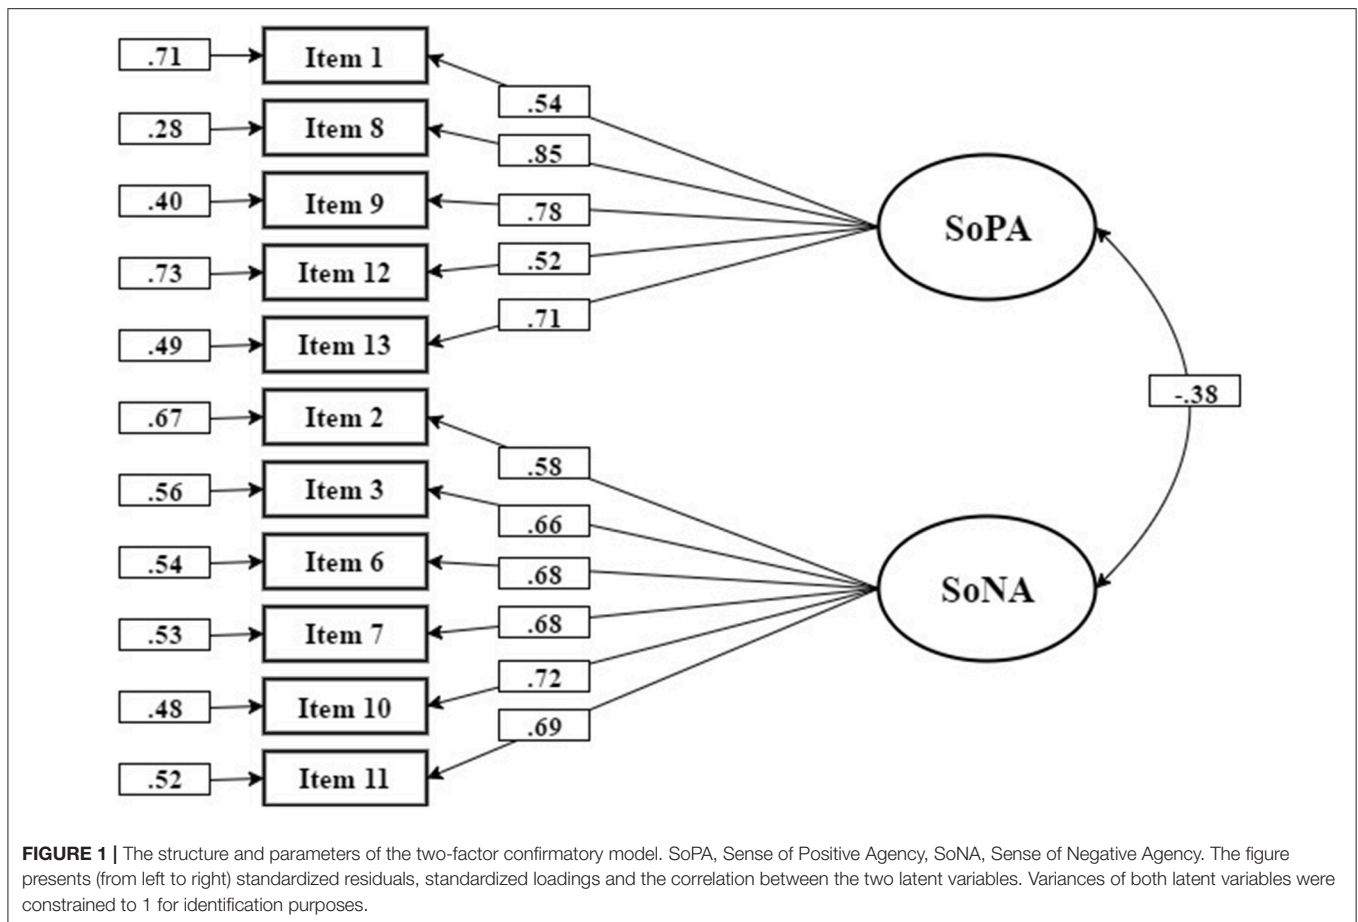 .71 Item 1
.54
.28 Item 8
.85
.40 Item 9
.78
SoPA
.73 Item 12
.52
.71
.49 Item 13
-.38
.67 Item 2
.58
.56 Item 3
.66
.54 Item 6
.68
SoNA
.53 Item 7
.68
.72
.48 Item 10
.69
.52 Item 11
FIGURE 1 | The structure and parameters of the two-factor confirmatory model. SoPA, Sense of Positive Agency, SoNA, Sense of Negative Agency. The figure
presents (from left to right) standardized residuals, standardized loadings and the correlation between the two latent variables. Variances of both latent variables were
constrained to 1 for identification purposes.